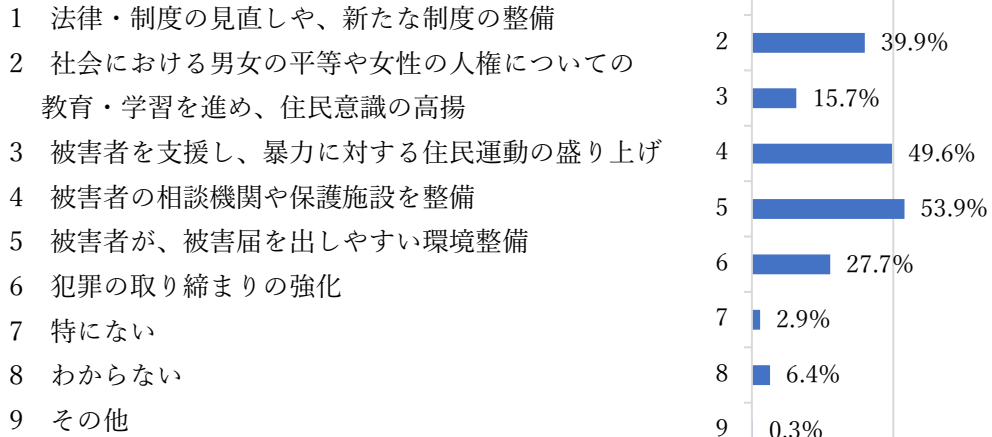 1 法律・制度の見直しや、新たな制度の整備
2 社会における男女の平等や女性の人権についての
教育・学習を進め、住民意識の高揚
3 被害者を支援し、暴力に対する住民運動の盛り上げ
4 被害者の相談機関や保護施設を整備
5 被害者が、被害届を出しやすい環境整備
6 犯罪の取り締まりの強化
7 特にない
8 わからない
9 その他
2 39.9%
3 15.7%
4 49.6%
5 53.9%
6 27.7%
7 2.9%
8 6.4%
9 0.3%